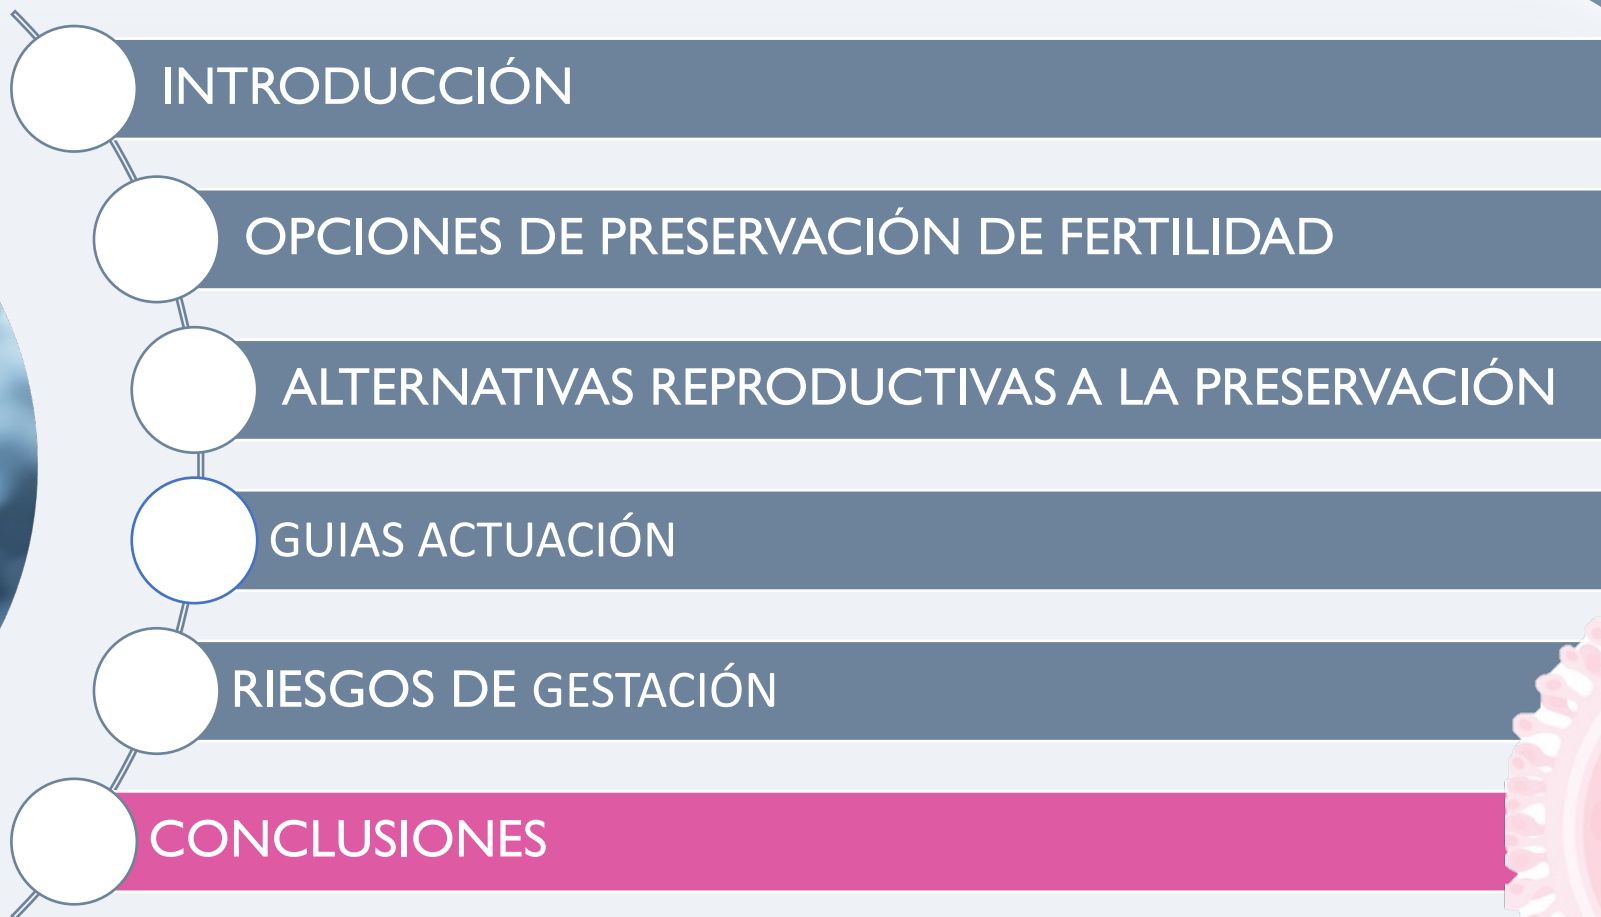 INTRODUCCIÓN
OPCIONES DE PRESERVACIÓN DE FERTILIDAD
ALTERNATIVAS REPRODUCTIVAS A LA PRESERVACIÓN
GUIAS ACTUACIÓN
RIESGOS DE GESTACIÓN
CONCLUSIONES